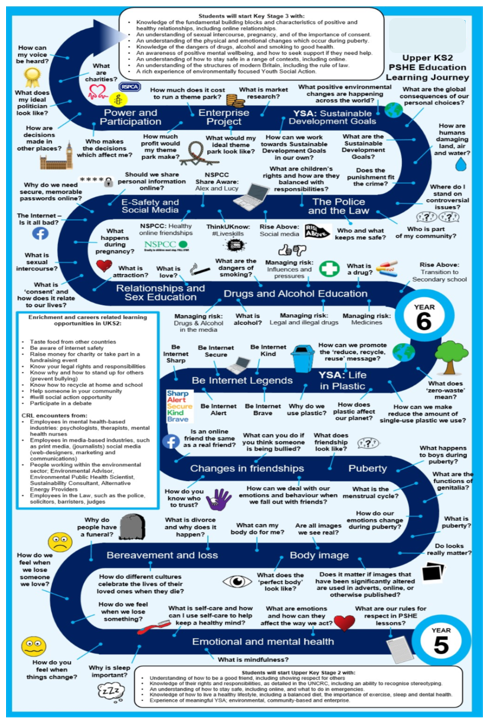 Students will start Key Stage 3 with:
• Knowledge of the fundamental building blocks and characteristics of positive and
healthy relationships, including online relationships.
• An understanding of sexual intercourse, pregnancy, and of the importance of consent.
• An understanding of the physical and emotional changes which occur during puberty.
• Knowledge of the dangers of drugs, alcohol and smoking to good health.
• An awareness of positive mental wellbeing, and how to seek support if they need help.
• An understanding of how to stay safe in a range of contexts, including online.
• An understanding of the structures of modern Britain, including the rule of law.
• A rich experience of environmentally focused Youth Social Action.
Upper KS2
PSHE Education
Learning Journey
How can my
voice be heard?
What are
charities?
RSPCA
What does my
ideal politician
look like?
How much does it cost
to run a theme park?
What is market
research?
What positive environmental
changes are happening
across the world?
What are the global
consequences of our
personal choices?
Power and
Participation
Enterprise
Project
YSA: Sustainable
Development Goals
How are
decisions
made in
other places?
Who makes
the decisions
which affect me?
How much
profit would
my theme
park make?
What would my
ideal theme
park look like?
How can we work
towards Sustainable
Development Goals
in our own?
What are the
Sustainable
Development
Goals?
How are
humans
damaging
land, air
and water?
Why do we need
secure, memorable
passwords online?
Should we share
personal information
online?
NSPCC
Share Aware:
Alex and Lucy
What are children's
rights and how are they
balanced with
responsibilities?
Does the
punishment fit
the crime?
Where do I
stand on
controversial
issues?
E-Safety and
Social Media
The Police
and the Law
The Internet –
Is it all bad?
What
happens
during
pregnancy?
NSPCC: Healthy
online friendships
NSPCC
ThinkUKnow:
#Liveskills
Rise Above:
Social media
RISE ABOVE
Who and what
keeps me safe?
Who is part
of my community?
What is
sexual
intercourse?
What is
attraction?
What is
love?
What are the
dangers of
smoking?
Managing risk:
Influences and
pressures
What is
a drug?
Rise Above:
Transition to
Secondary school
What is
'consent' and
how does it relate
to our lives?
Relationships and
Sex Education
Drugs and Alcohol Education
Managing risk:
Drugs & Alcohol
in the media
What is
alcohol?
Managing risk:
Legal and illegal drugs
Managing risk:
Medicines
YEAR
6
Enrichment and careers related learning
opportunities in UKS2:
• Taste food from other countries
• Be aware of internet safety
• Raise money for charity or take part in a
fundraising event
• Know your legal rights and responsibilities
• Know why and how to stand up for others
(prevent bullying)
• Know how to recycle at home and school
• Help someone in your community
• #iwill social action opportunity
• Participate in a debate
CRL encounters from:
• Employees in mental health-based
industries: psychologists, therapists, mental
health nurses
• Employees in media-based industries, such
as print media, (journalists) social media
(web-designers, marketing and
communications)
• People working within the environmental
sector, Environmental Advisor,
Environmental Public Health Scientist,
Sustainability Consultant, Alternative
Energy Providers
• Employees in the Law, such as the police,
solicitors, barristers, judges
Be
Internet
Sharp
Be
Internet
Secure
Be
Internet
Kind
How can we promote
the 'reduce, recycle,
reuse' message?
Be Internet Legends
YSA: Life
in Plastic
What does
'zero-waste'
mean?
Sharp
Alert
Secure
Kind
Brave
Be Internet
Alert
Be Internet
Brave
Why do we
use plastic?
How does
plastic affect
our planet?
How can we make
reduce the amount of
single-use plastic we use?
Is an online
friend the same
as a real friend?
What can you do if
you think someone
is being bullied?
What does
friendship
look like?
What happens to
boys during
puberty?
Changes in friendships
Puberty
What are the
functions of
genitalia?
How do you
know who
to trust?
How can we deal with our
emotions and behaviour when
we fall out with friends?
What is the
menstrual cycle?
How do our
emotions change
during puberty?
What is
puberty?
Why do
people have
a funeral?
What is divorce
and why does it
happen?
What can my
body do for me?
Are all images
we see real?
Do looks
really matter?
How do we
feel when we
lose someone
we love?
Bereavement and loss
Body image
How do different cultures
celebrate the lives of their
loved ones when they die?
What does the
'perfect body'
look like?
Does it matter if images that
have been significantly altered
are used in adverts, online, or
otherwise published?
How do we feel
when we lose
something?
What is self-care and how
can I use self-care to help
keep a healthy mind?
What are emotions
and how can they
affect the way we act?
What are our rules for
respect in PSHE
lessons?
Emotional and mental health
YEAR
5
How do you
feel when
things change?
Why is sleep
important?
What is mindfulness?
Students will start Upper Key Stage 2 with:
• Understanding of how to be a good friend, including showing respect for others
• Knowledge of their rights and responsibilities, as detailed in the UNCRC, including an ability to recognise stereotyping.
• An understanding of how to stay safe, including online, and what to do in emergencies.
• Knowledge of how to live a healthy lifestyle, including a balanced diet, the importance of exercise, sleep and dental health.
• Experience of meaningful YSA, environmental, community-based and enterprise.